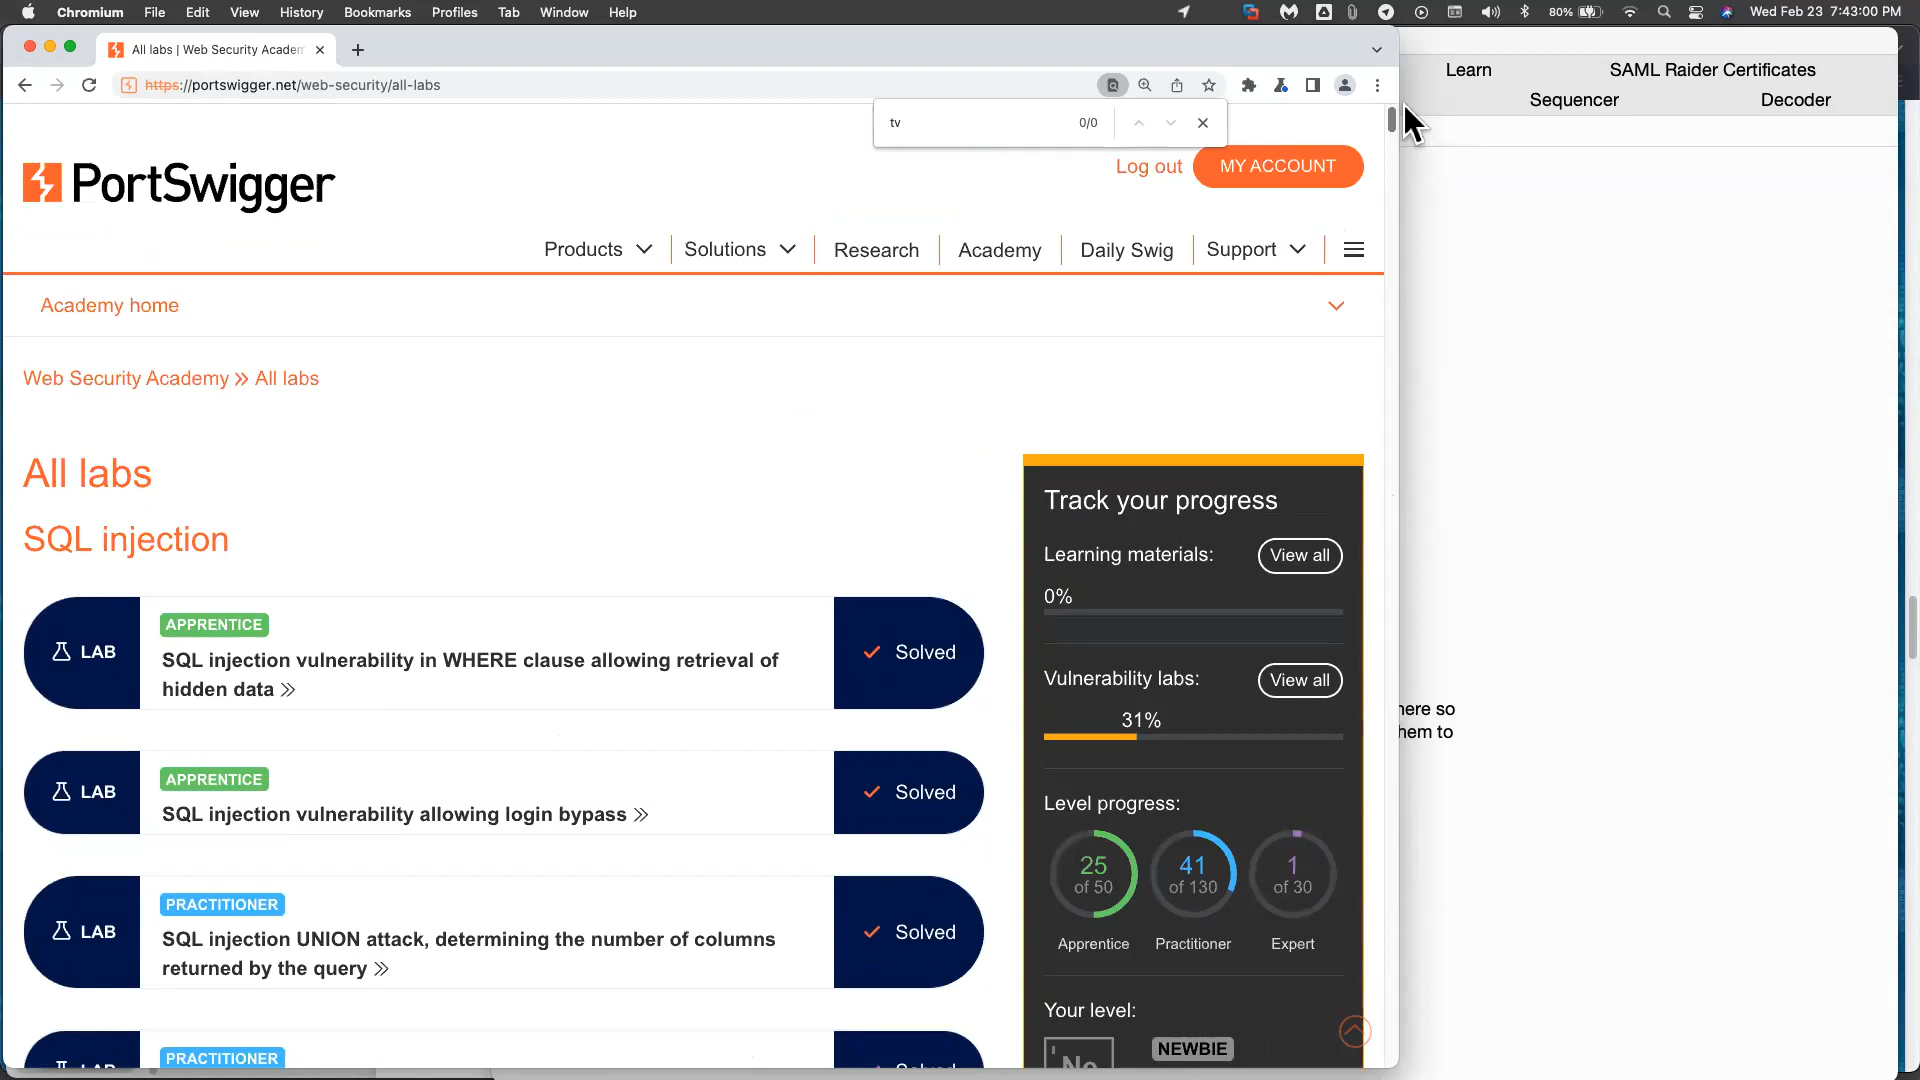 Chromium File Edit View History Bookmarks Profiles Tab Window Help 80% Wed Feb 23 7:43:00 PM
All labs | Web Security Academ
https://portswigger.net/web-security/all-labs
tv 0/0
Learn SAML Raider Certificates
Sequencer Decoder
PortSwigger
Log out MY ACCOUNT
Products Solutions Research Academy Daily Swig Support
Academy home
Web Security Academy >> All labs
All labs
SQL injection
LAB
APPRENTICE
SQL injection vulnerability in WHERE clause allowing retrieval of
hidden data >>
Solved
LAB
APPRENTICE
SQL injection vulnerability allowing login bypass >>
Solved
LAB
PRACTITIONER
SQL injection UNION attack, determining the number of columns
returned by the query >>
Solved
LAB
PRACTITIONER
Solved
Track your progress
Learning materials: View all
0%
Vulnerability labs: View all
31%
Level progress:
25 41 1
of 50 of 130 of 30
Apprentice Practitioner Expert
Your level:
NEWBIE
here so
hem to